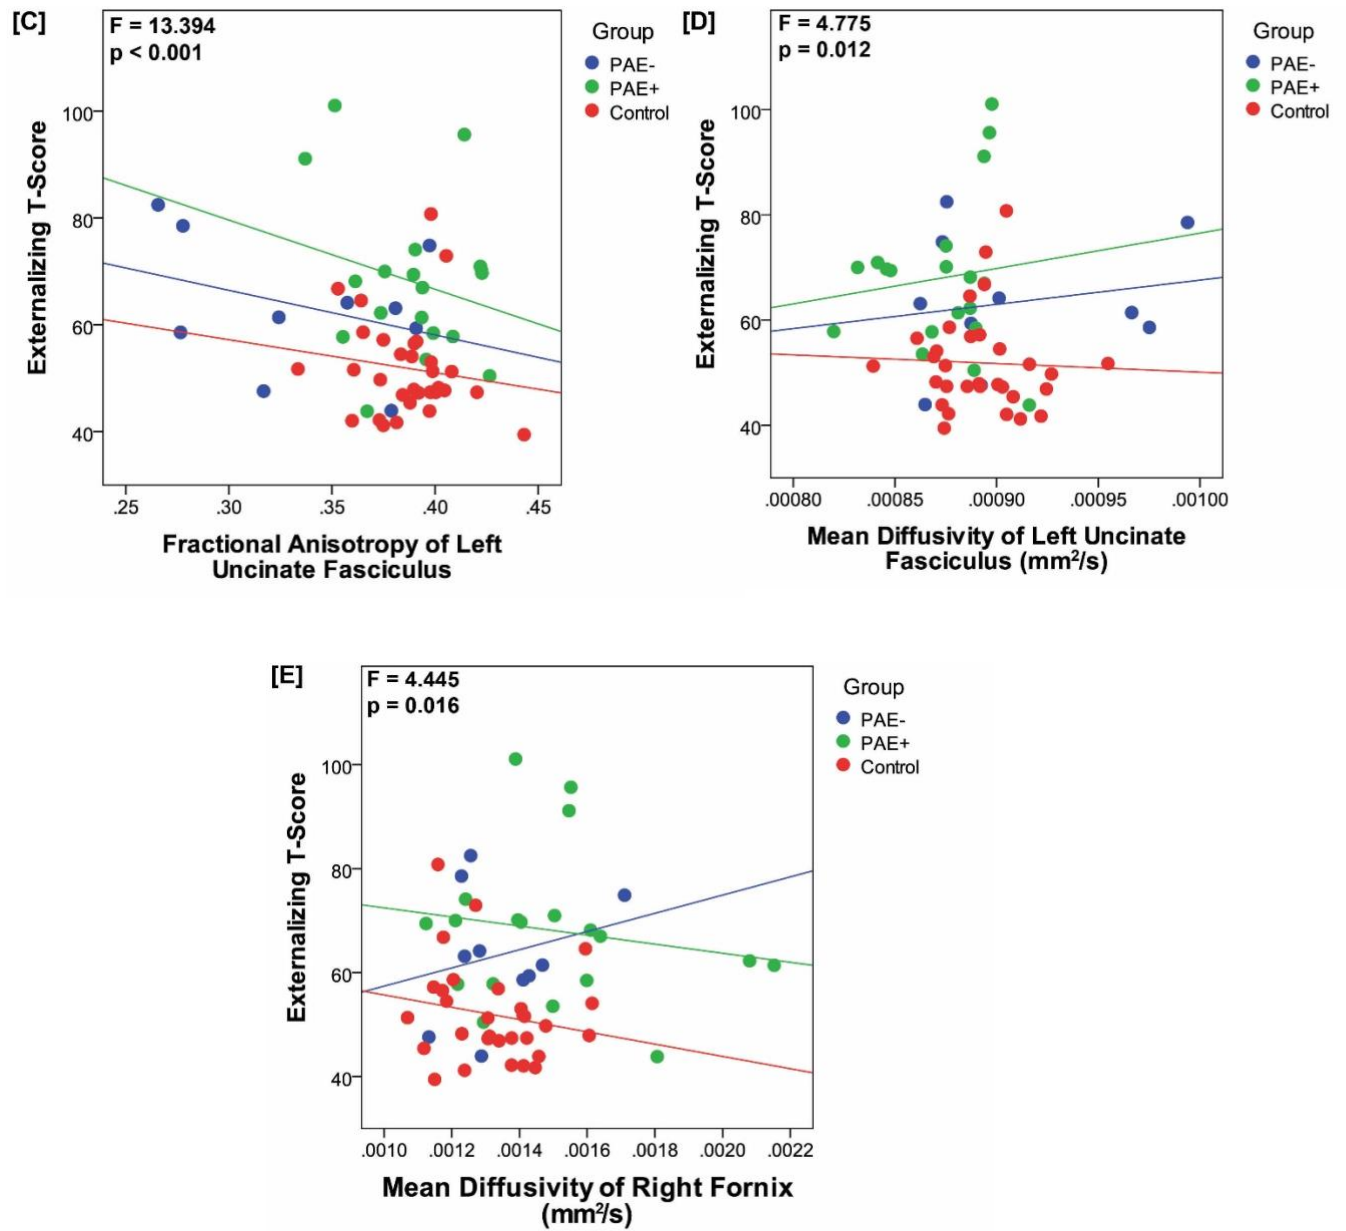 [C]
F = 13.394
p < 0.001
Group
PAE-
PAE+
Control
Externalizing T-Score
100
80
60
40
.25 .30 .35 .40 .45
Fractional Anisotropy of Left
Uncinate Fasciculus
[D]
F = 4.775
p = 0.012
Group
PAE-
PAE+
Control
Externalizing T-Score
100
80
60
40
.00080 .00085 .00090 .00095 .00100
Mean Diffusivity of Left Uncinate
Fasciculus (mm²/s)
[E]
F = 4.445
p = 0.016
Group
PAE-
PAE+
Control
Externalizing T-Score
100
80
60
40
.0010 .0012 .0014 .0016 .0018 .0020 .0022
Mean Diffusivity of Right Fornix
(mm²/s)